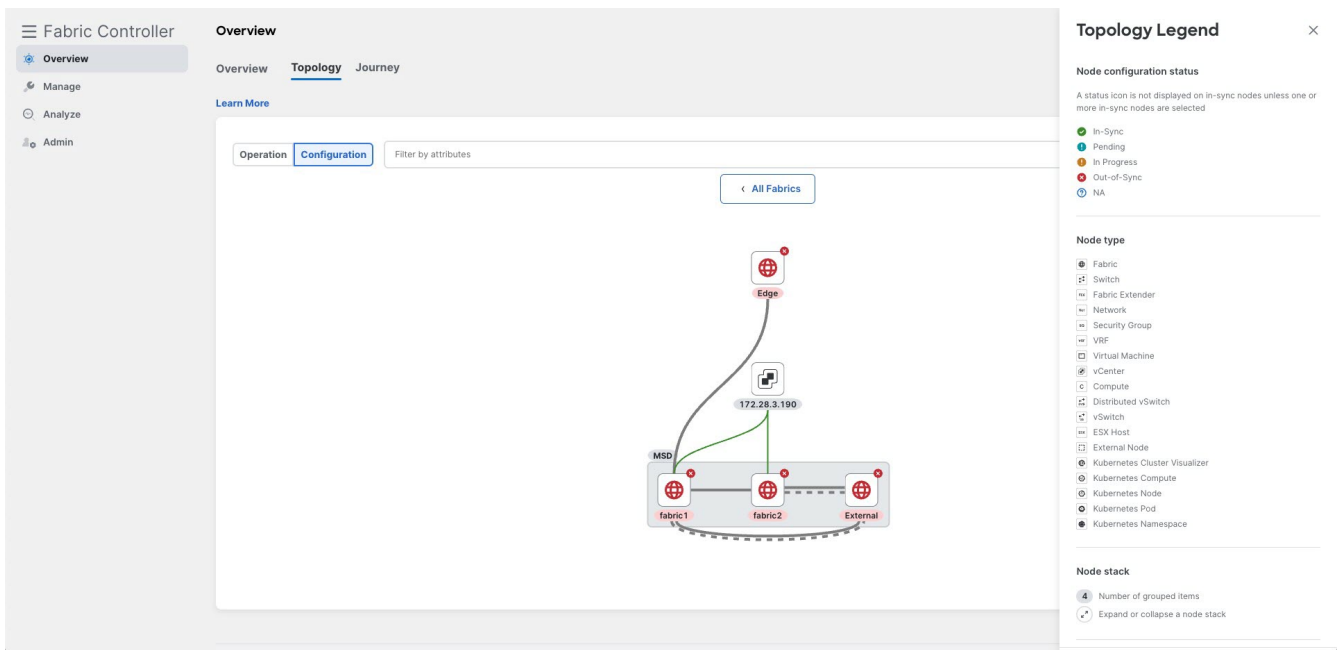 Fabric Controller
Overview
Manage
Analyze
Admin
Overview
Overview Topology Journey
Learn More
Operation Configuration Filter by attributes
All Fabrics
Edge
172.28.3.190
MSD
fabric1 fabric2 External
Topology Legend
Node configuration status
A status icon is not displayed on in-sync nodes unless one or
more in-sync nodes are selected
In-Sync
Pending
In Progress
Out-of-Sync
NA
Node type
Fabric
Switch
Fabric Extender
Network
Security Group
VRF
Virtual Machine
vCenter
C Compute
Distributed vSwitch
vSwitch
ESX Host
External Node
Kubernetes Cluster Visualizer
Kubernetes Compute
Kubernetes Node
Kubernetes Pod
Kubernetes Namespace
Node stack
4 Number of grouped items
Expand or collapse a node stack